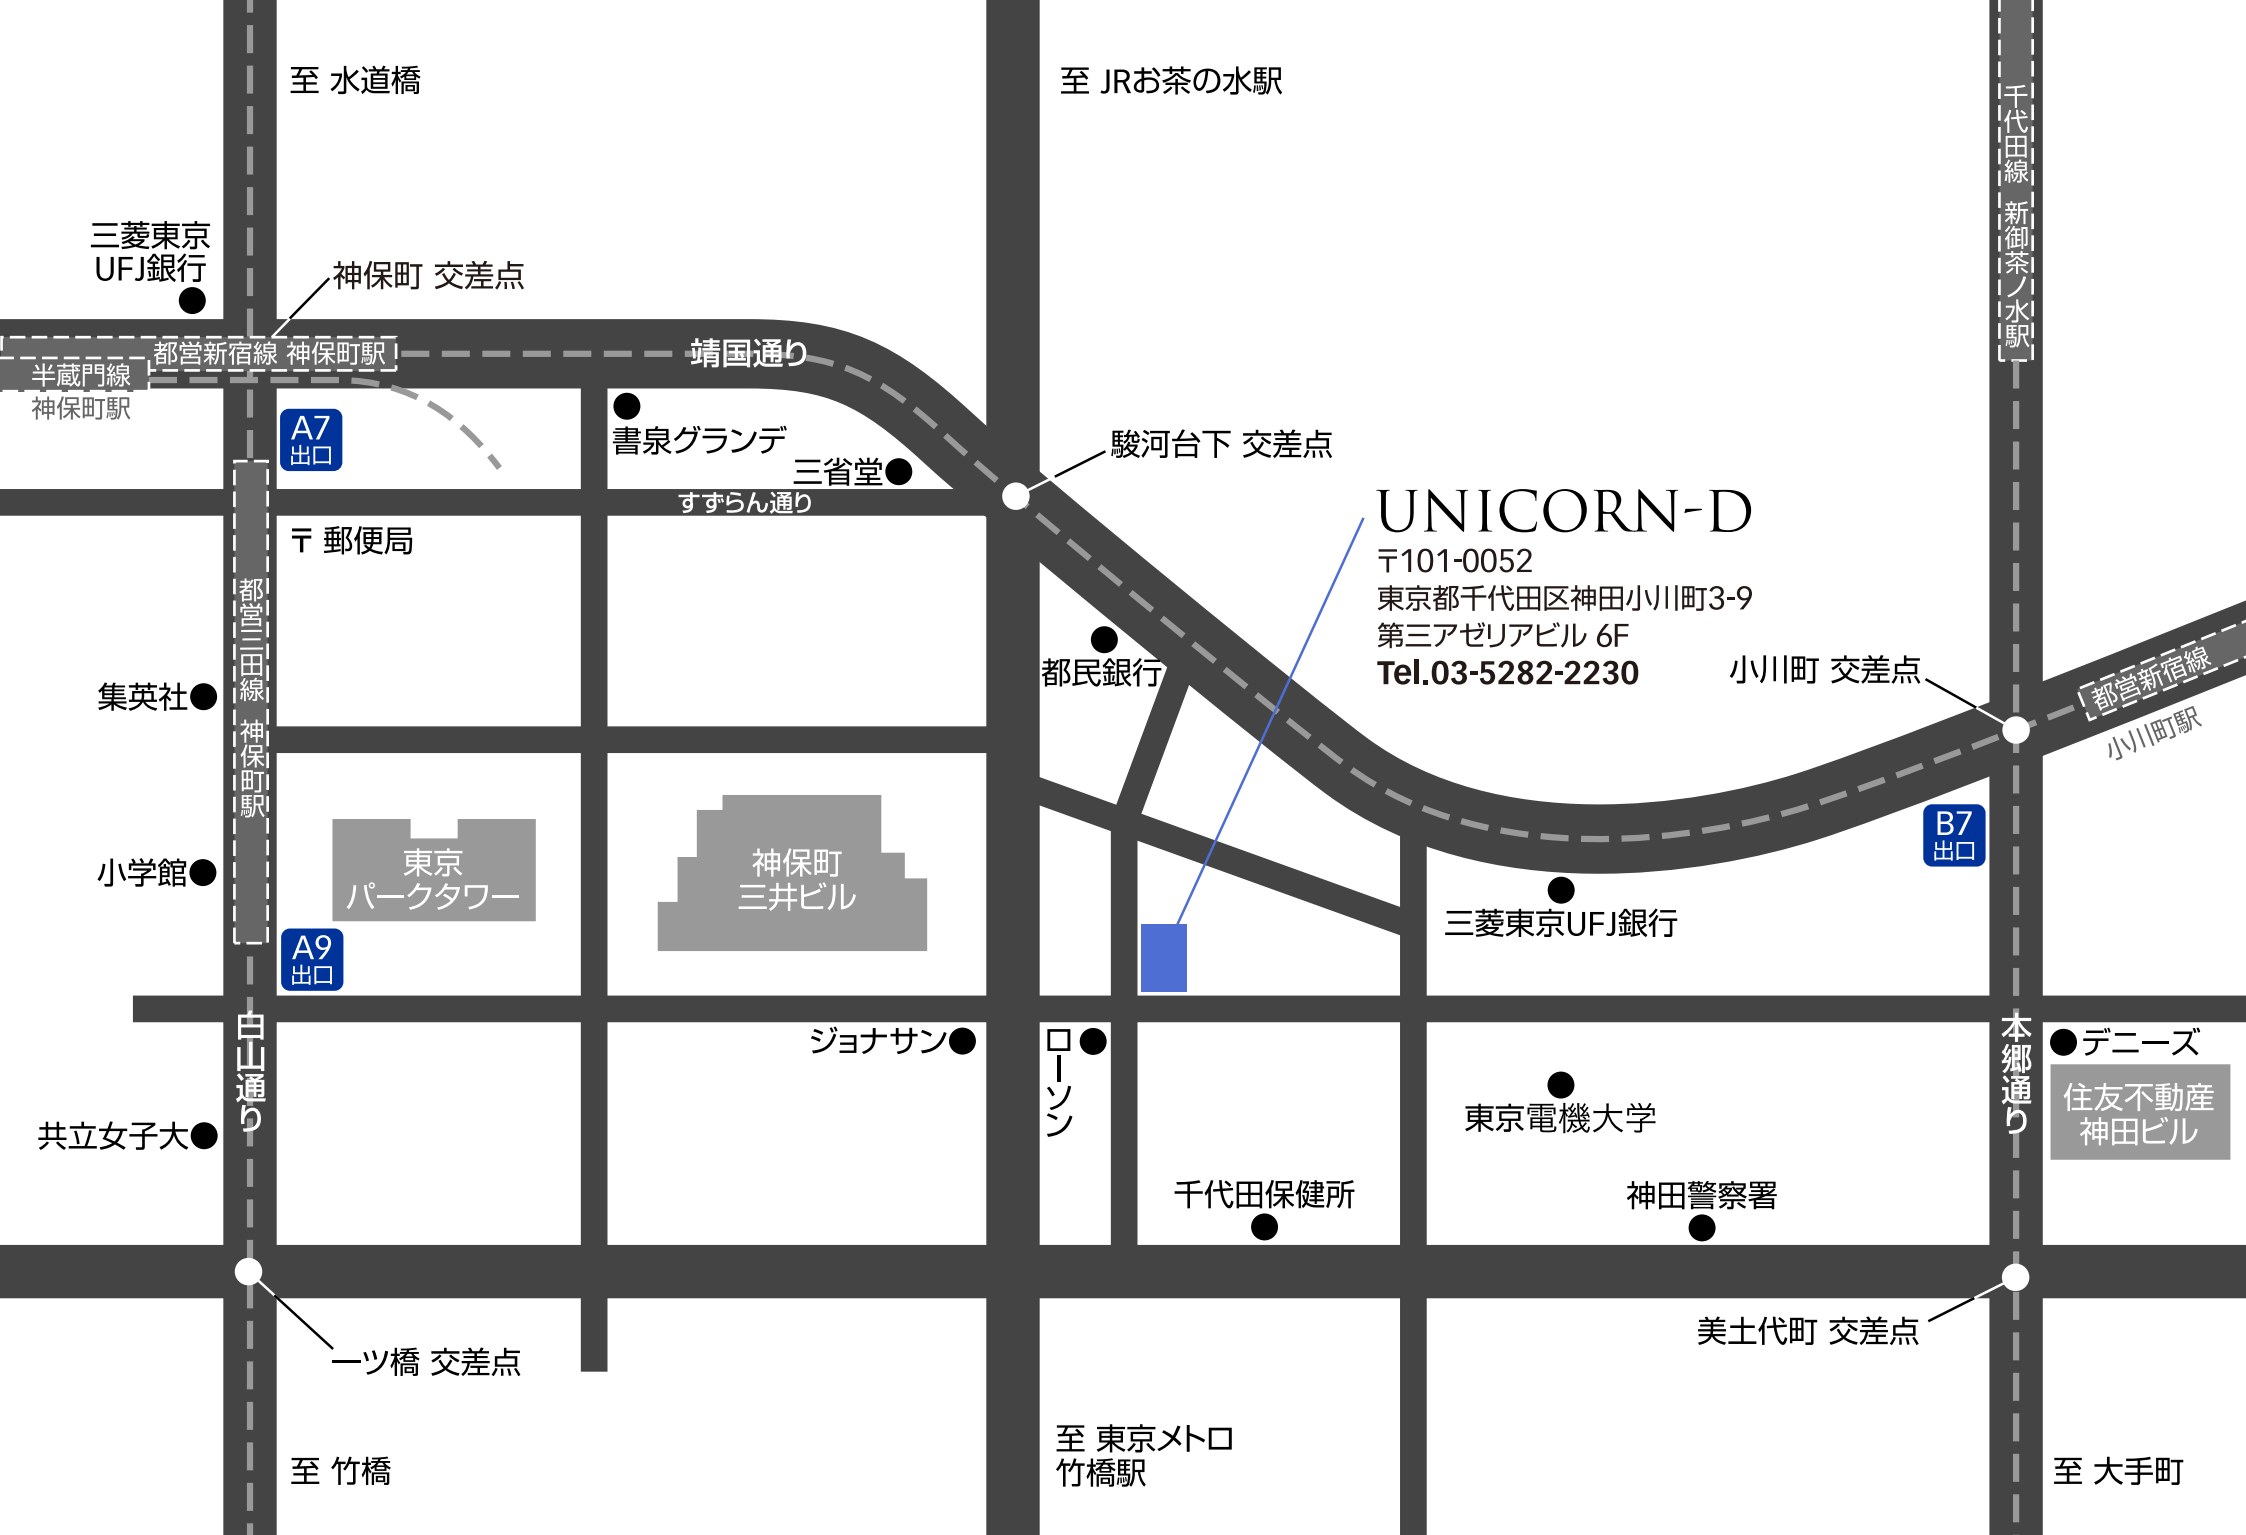 至 水道橋
至 JRお茶の水駅
千代田線 新御茶ノ水駅
三菱東京
UFJ銀行
神保町 交差点
都営新宿線 神保町駅
半蔵門線
神保町駅
靖国通り
A7
出口
書泉グランデ
三省堂
駿河台下 交差点
すずらん通り
〒 郵便局
UNICORN-D
〒101-0052
東京都千代田区神田小川町3-9
第三アゼリアビル 6F
Tel.03-5282-2230
都営三田線 神保町駅
集英社
都民銀行
小川町 交差点
都営新宿線
小川町駅
小学館
東京
パークタワー
神保町
三井ビル
B7
出口
三菱東京UFJ銀行
A9
出口
白山通り
ジョナサン
ローソン
本郷通り
デニーズ
住友不動産
神田ビル
東京電機大学
共立女子大
千代田保健所
神田警察署
一ツ橋 交差点
美土代町 交差点
至 竹橋
至 東京メトロ
竹橋駅
至 大手町